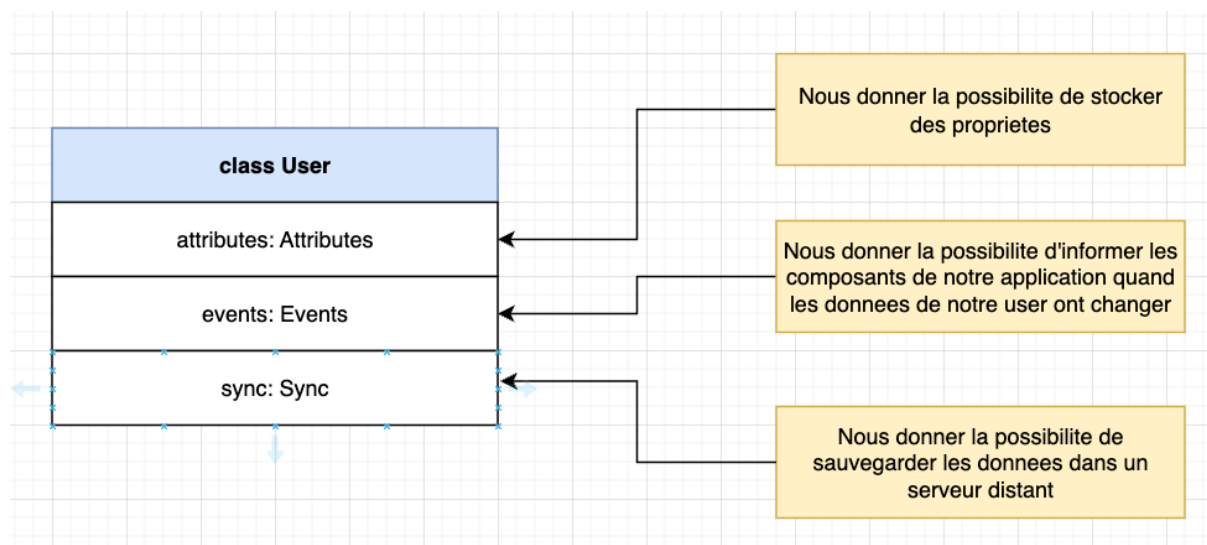 class User
attributes: Attributes
events: Events
sync: Sync
Nous donner la possibilite de stocker
des proprietes
Nous donner la possibilite d'informer les
composants de notre application quand
les donnees de notre user ont changer
Nous donner la possibilite de
sauvegarder les donnees dans un
serveur distant